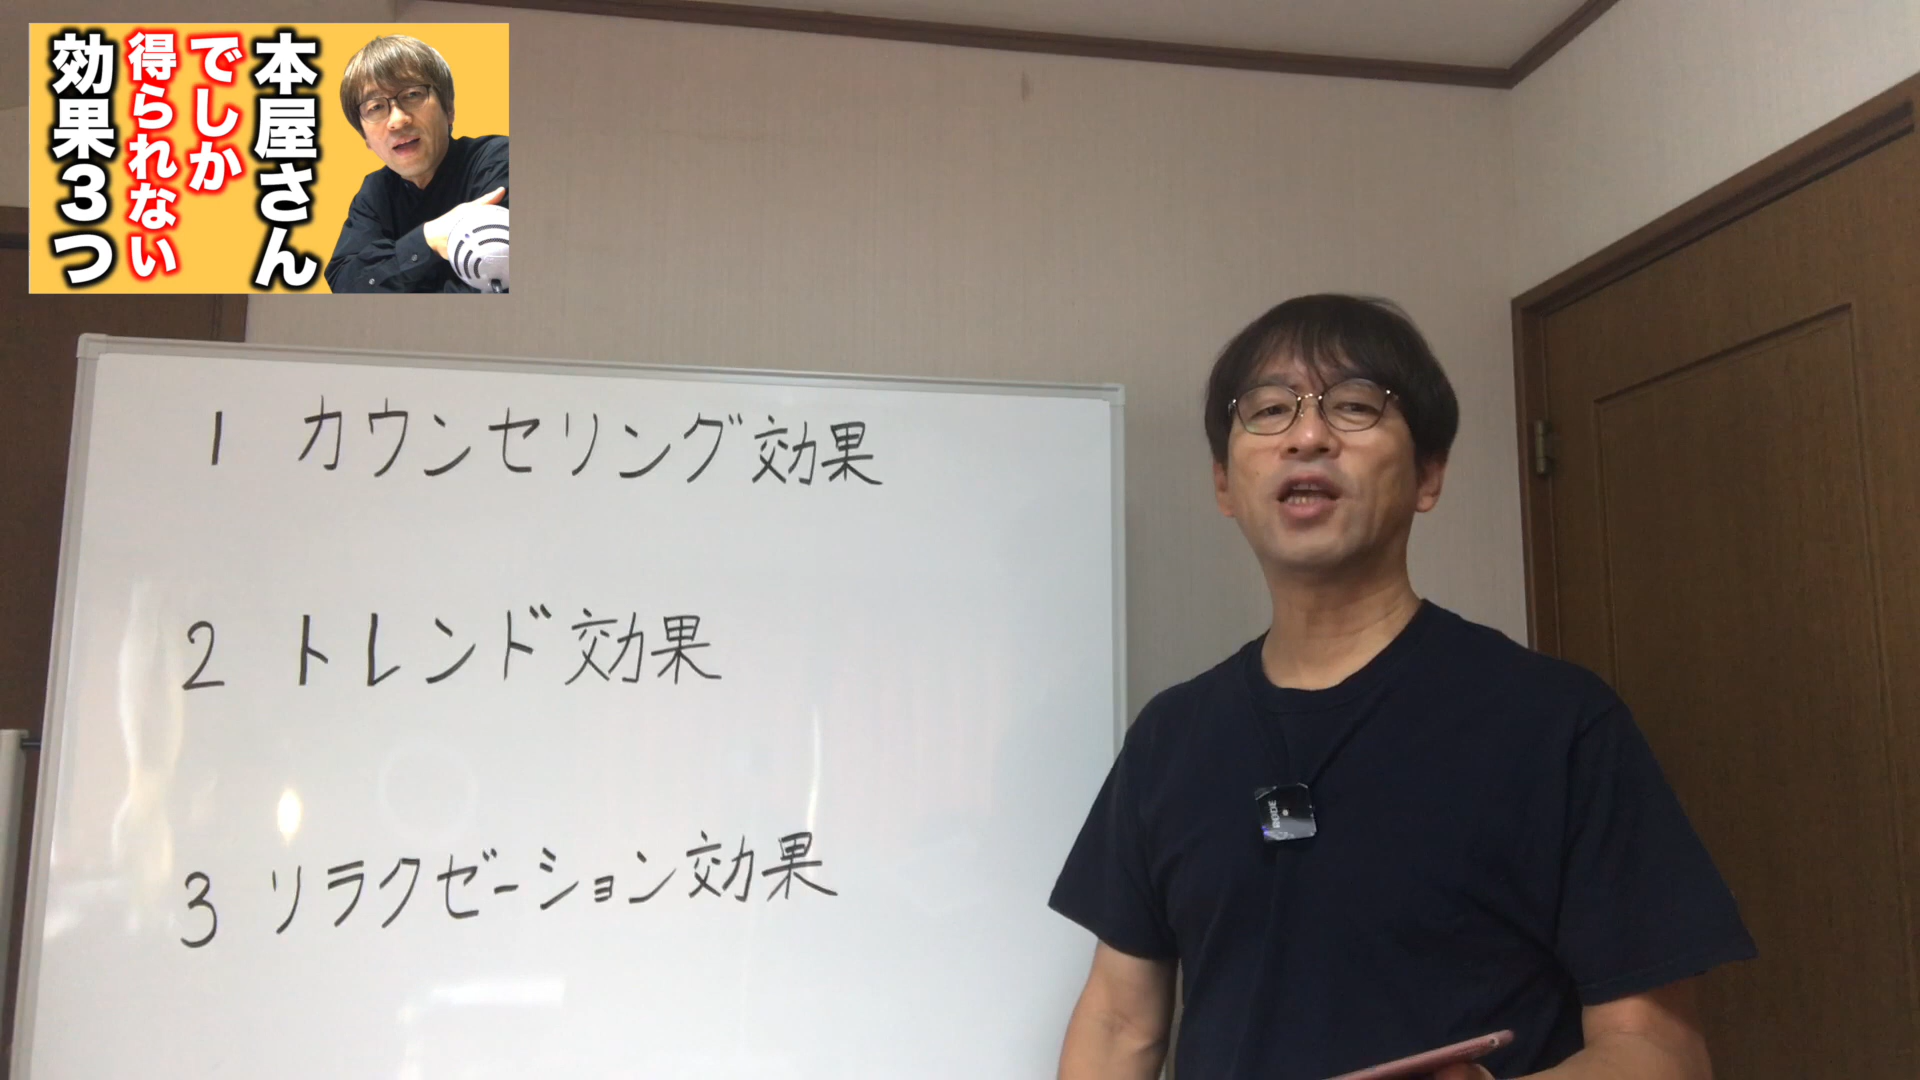 本屋さん
でしか
得られない
効果3つ
1 カウンセリング効果
2 トレンド効果
3 リラクゼーション効果
RODE